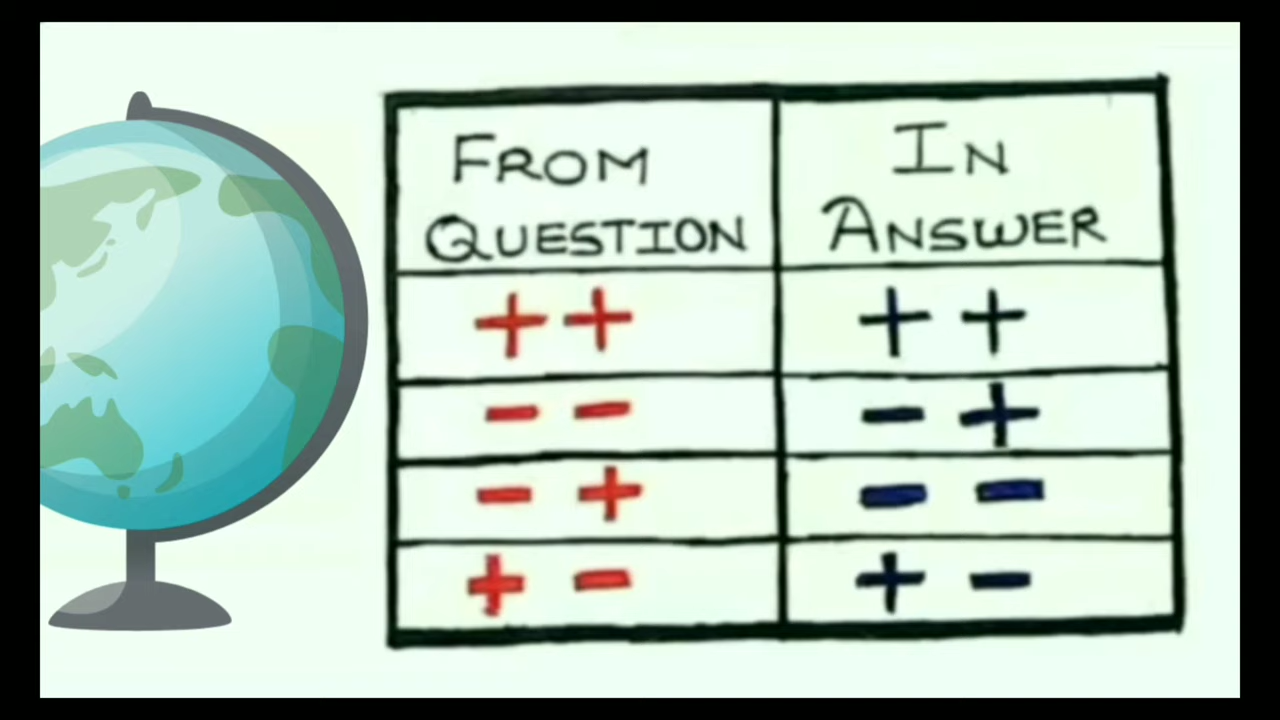 FROM
QUESTION
IN
ANSWER
+ +
+ +
- -
- +
- +
- -
+ -
+ -